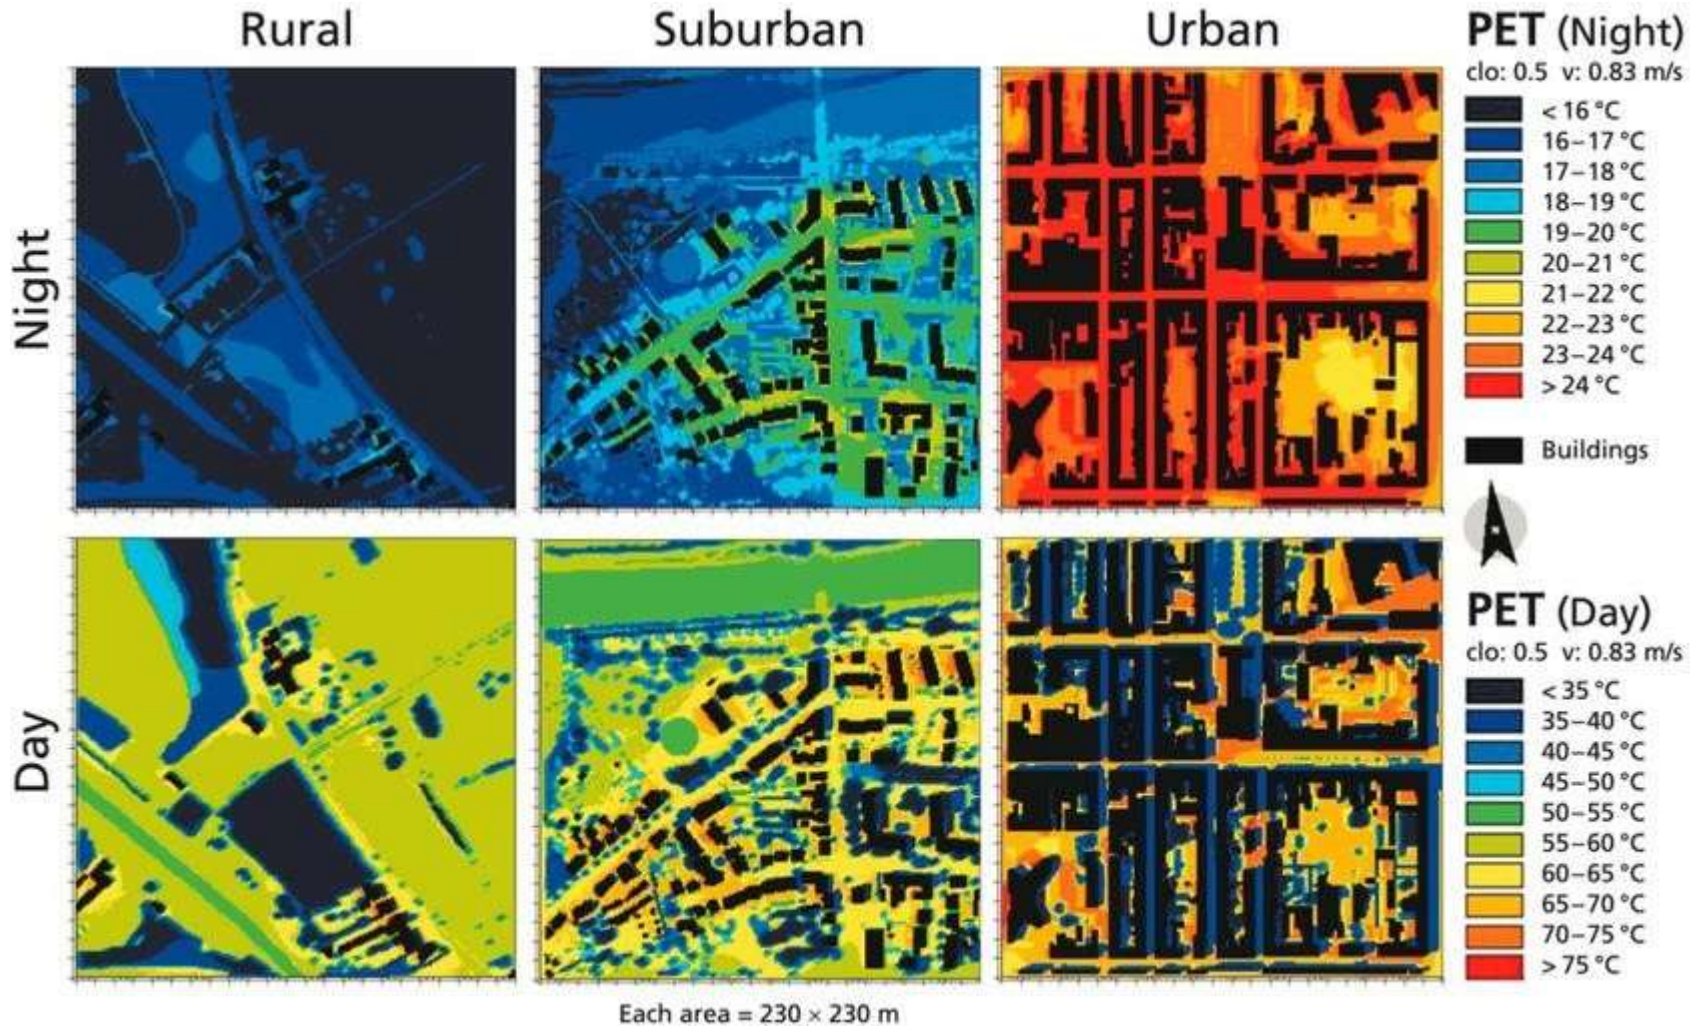 Rural
Suburban
Urban
Night
Day
PET (Night)
clo: 0.5 v: 0.83 m/s
< 16 °C
16–17 °C
17–18 °C
18–19 °C
19–20 °C
20–21 °C
21–22 °C
22–23 °C
23–24 °C
> 24 °C
Buildings
PET (Day)
clo: 0.5 v: 0.83 m/s
< 35 °C
35–40 °C
40–45 °C
45–50 °C
50–55 °C
55–60 °C
60–65 °C
65–70 °C
70–75 °C
> 75 °C
Each area = 230 × 230 m